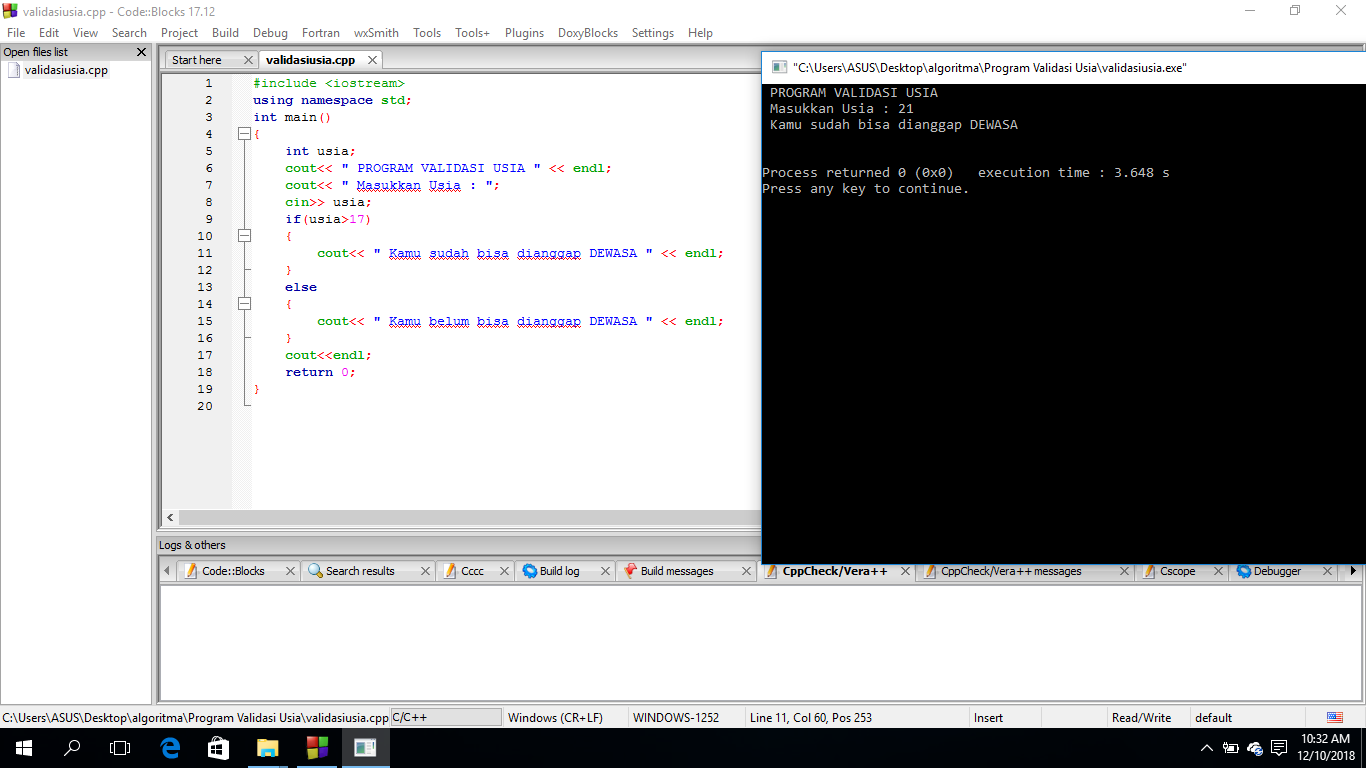 validasiusia.cpp - Code::Blocks 17.12
File Edit View Search Project Build Debug Fortran wxSmith Tools Tools+ Plugins DoxyBlocks Settings Help
Open files list
validasiusia.cpp
Start here validasiusia.cpp
1 #include <iostream>
2 using namespace std;
3 int main()
4 {
5 int usia;
6 cout<< " PROGRAM VALIDASI USIA " << endl;
7 cout<< " Masukkan Usia : ";
8 cin>> usia;
9 if(usia>17)
10 {
11 cout<< " Kamu sudah bisa dianggap DEWASA " << endl;
12 }
13 else
14 {
15 cout<< " Kamu belum bisa dianggap DEWASA " << endl;
16 }
17 cout<<endl;
18 return 0;
19 }
20
"C:\Users\ASUS\Desktop\algoritma\Program Validasi Usia\validasiusia.exe"
PROGRAM VALIDASI USIA
Masukkan Usia : 21
Kamu sudah bisa dianggap DEWASA
Process returned 0 (0x0) execution time : 3.648 s
Press any key to continue.
Logs & others
Code::Blocks Search results Cccc Build log Build messages CppCheck/Vera++ CppCheck/Vera++ messages Cscope Debugger
C:\Users\ASUS\Desktop\algoritma\Program Validasi Usia\validasiusia.cpp C/C++ Windows (CR+LF) WINDOWS-1252 Line 11, Col 60, Pos 253 Insert Read/Write default
10:32 AM
12/10/2018